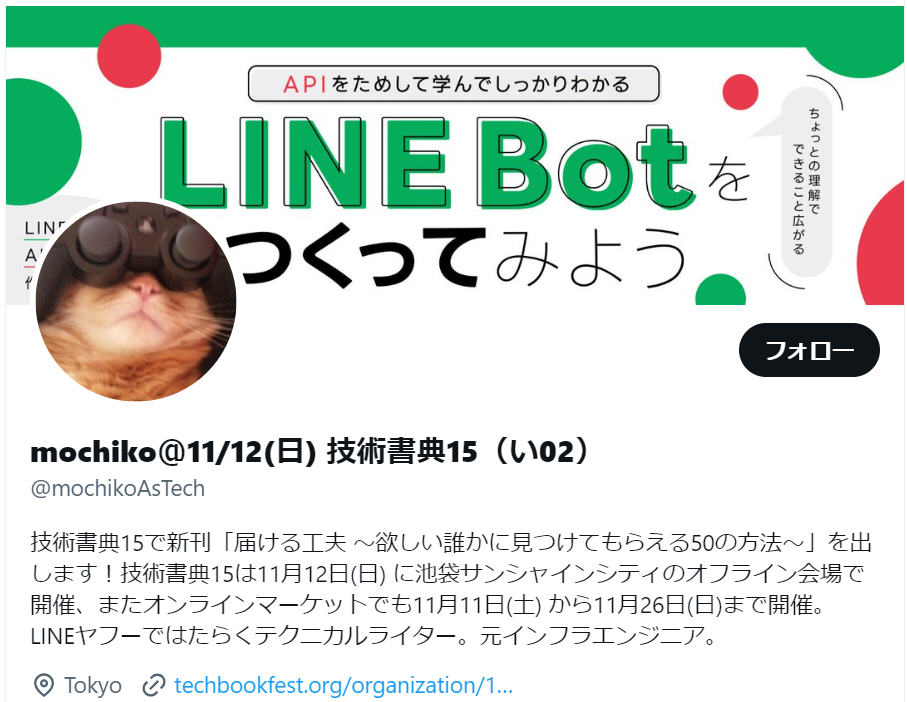 APIをためして学んでしっかりわかる
LINE Botを
つくってみよう
ちょっとの理解で
できること広がる
LINE
A
作
フォロー
mochiko@11/12(日) 技術書典15（い02）
@mochikoAsTech
技術書典15で新刊「届ける工夫 〜欲しい誰かに見つけてもらえる50の方法〜」を出
します！技術書典15は11月12日(日) に池袋サンシャインシティのオフライン会場で
開催、またオンラインマーケットでも11月11日(土) から11月26日(日)まで開催。
LINEヤフーではたらくテクニカルライター。元インフラエンジニア。
Tokyo techbookfest.org/organization/1...